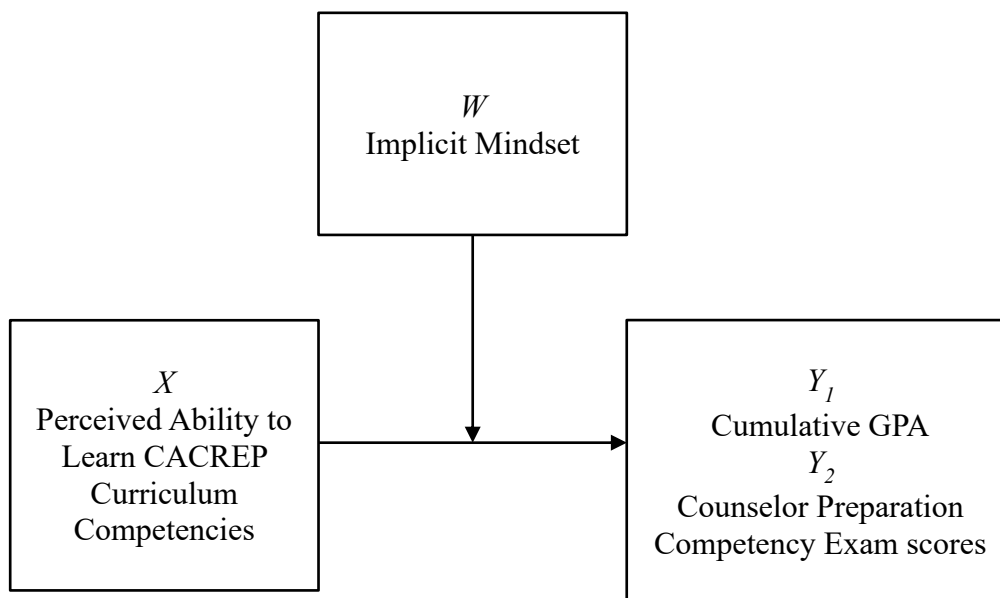 W
Implicit Mindset
X
Perceived Ability to
Learn CACREP
Curriculum
Competencies
Y₁
Cumulative GPA
Y₂
Counselor Preparation
Competency Exam scores